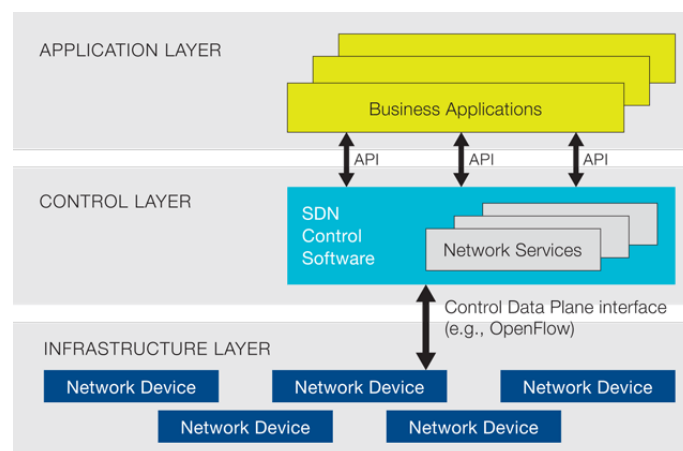 APPLICATION LAYER
Business Applications
API
API
API
CONTROL LAYER
SDN
Control
Software
Network Services
Control Data Plane interface
(e.g., OpenFlow)
INFRASTRUCTURE LAYER
Network Device
Network Device
Network Device
Network Device
Network Device